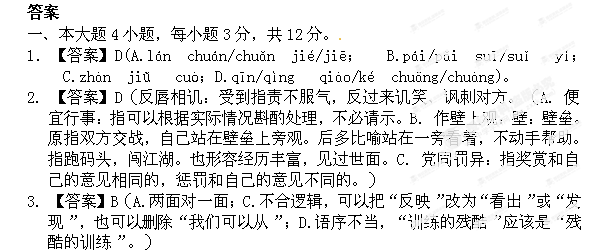 答案
一、本大题4小题，每小题3分，共12分。
1. 【答案】D(A.lán chuán/chuǎn jié/jiē; B.pái/pāi suī/suǐ yì;
C.zhòn jiū cuò; D.qīn/qìng qiāo/ké chuāng/chuàng)。
2. 【答案】D（反唇相讥：受到指责不服气，反过来讥笑、讽刺对方。（A. 便
宜行事：指可以根据实际情况斟酌处理，不必请示。B. 作壁上观，壁：壁垒。
原指双方交战，自己站在壁垒上旁观。后多比喻站在一旁看着，不动手帮助。
指跑码头，闯江湖。也形容经历丰富，见过世面。C. 党同罚异：指奖赏和自
己的意见相同的，惩罚和自己的意见不同的。）
3. 【答案】B（A.两面对一面；C.不合逻辑，可以把“反映”改为“看出”或“发
现”，也可以删除“我们可以从”；D.语序不当，“训练的残酷”应该是“残
酷的训练”。）